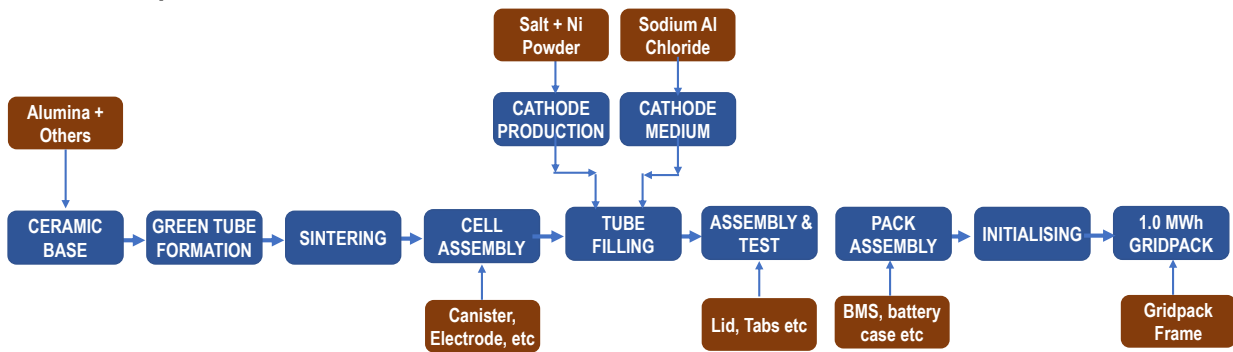 Salt + Ni
Powder
Sodium Al
Chloride
Alumina +
Others
CATHODE
PRODUCTION
CATHODE
MEDIUM
CERAMIC
BASE
GREEN TUBE
FORMATION
SINTERING
CELL
ASSEMBLY
TUBE
FILLING
ASSEMBLY &
TEST
PACK
ASSEMBLY
INITIALISING
1.0 MWh
GRIDPACK
Canister,
Electrode, etc
Lid, Tabs etc
BMS, battery
case etc
Gridpack
Frame